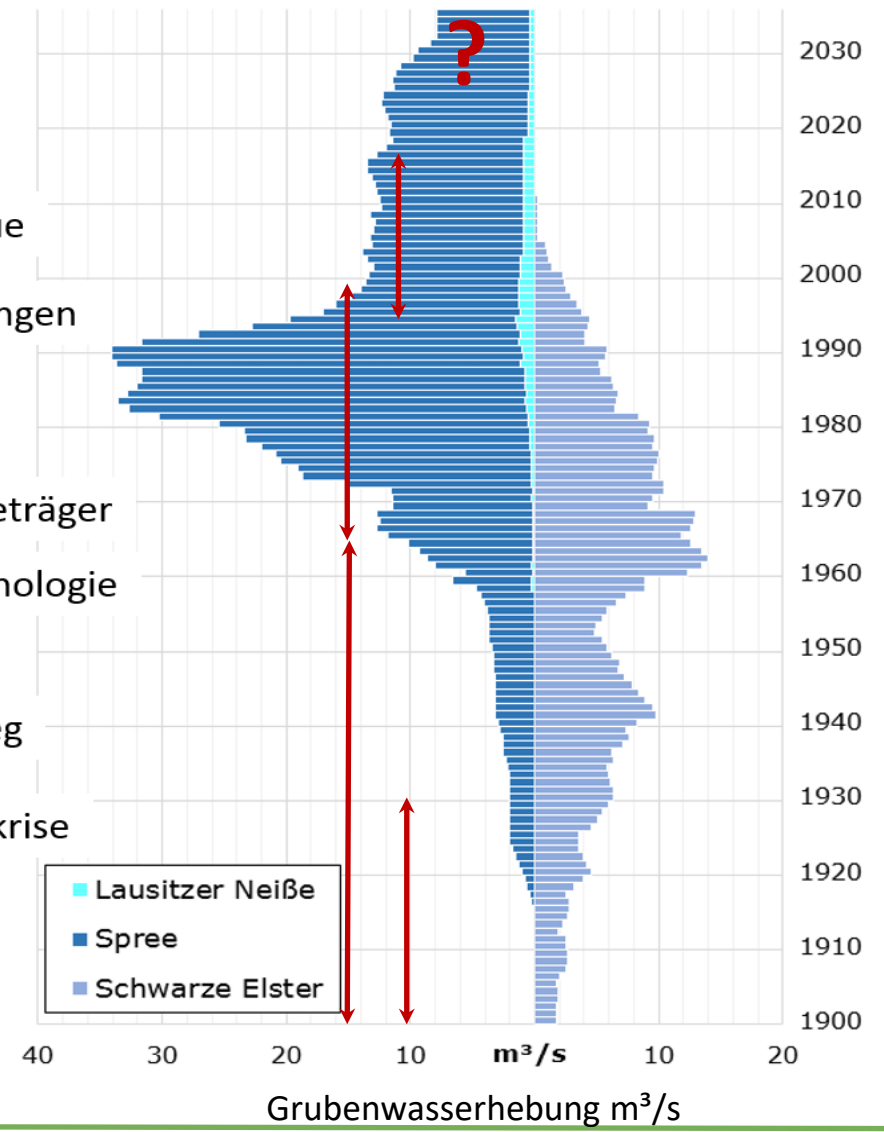 ?
2030
2020
2010
ue
2000
ngen
1990
1980
1970
eträger
nologie
1960
1950
eg
1940
1930
krise
1920
Lausitzer Neiße
Spree
1910
Schwarze Elster
1900
40 30 20 10 m³/s 10 20
Grubenwasserhebung m³/s